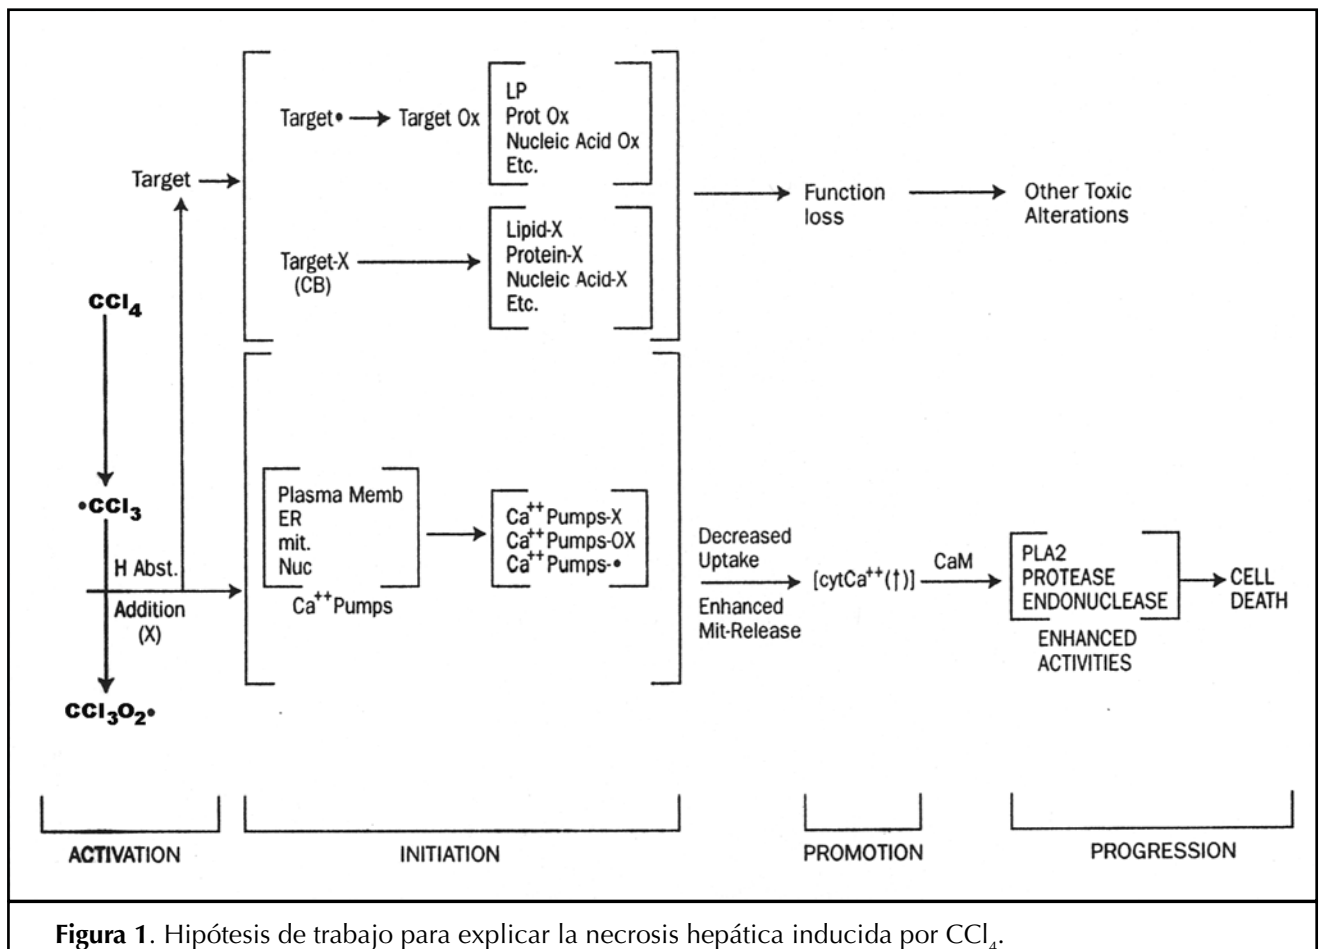 Target• → Target Ox
LP
Prot Ox
Nucleic Acid Ox
Etc.
Target
Function
loss
Other Toxic
Alterations
Target-X
(CB)
Lipid-X
Protein-X
Nucleic Acid-X
Etc.
CCl4
•CCl3
H Abst.
Addition
(X)
CCl3O2•
Plasma Memb
ER
mit.
Nuc
Ca++ Pumps
Ca++ Pumps-X
Ca++ Pumps-OX
Ca++ Pumps-•
Decreased
Uptake
Enhanced
Mit-Release
[cytCa++(↑)]
CaM
PLA2
PROTEASE
ENDONUCLEASE
ENHANCED
ACTIVITIES
CELL
DEATH
ACTIVATION
INITIATION
PROMOTION
PROGRESSION
Figura 1. Hipótesis de trabajo para explicar la necrosis hepática inducida por CCl4.